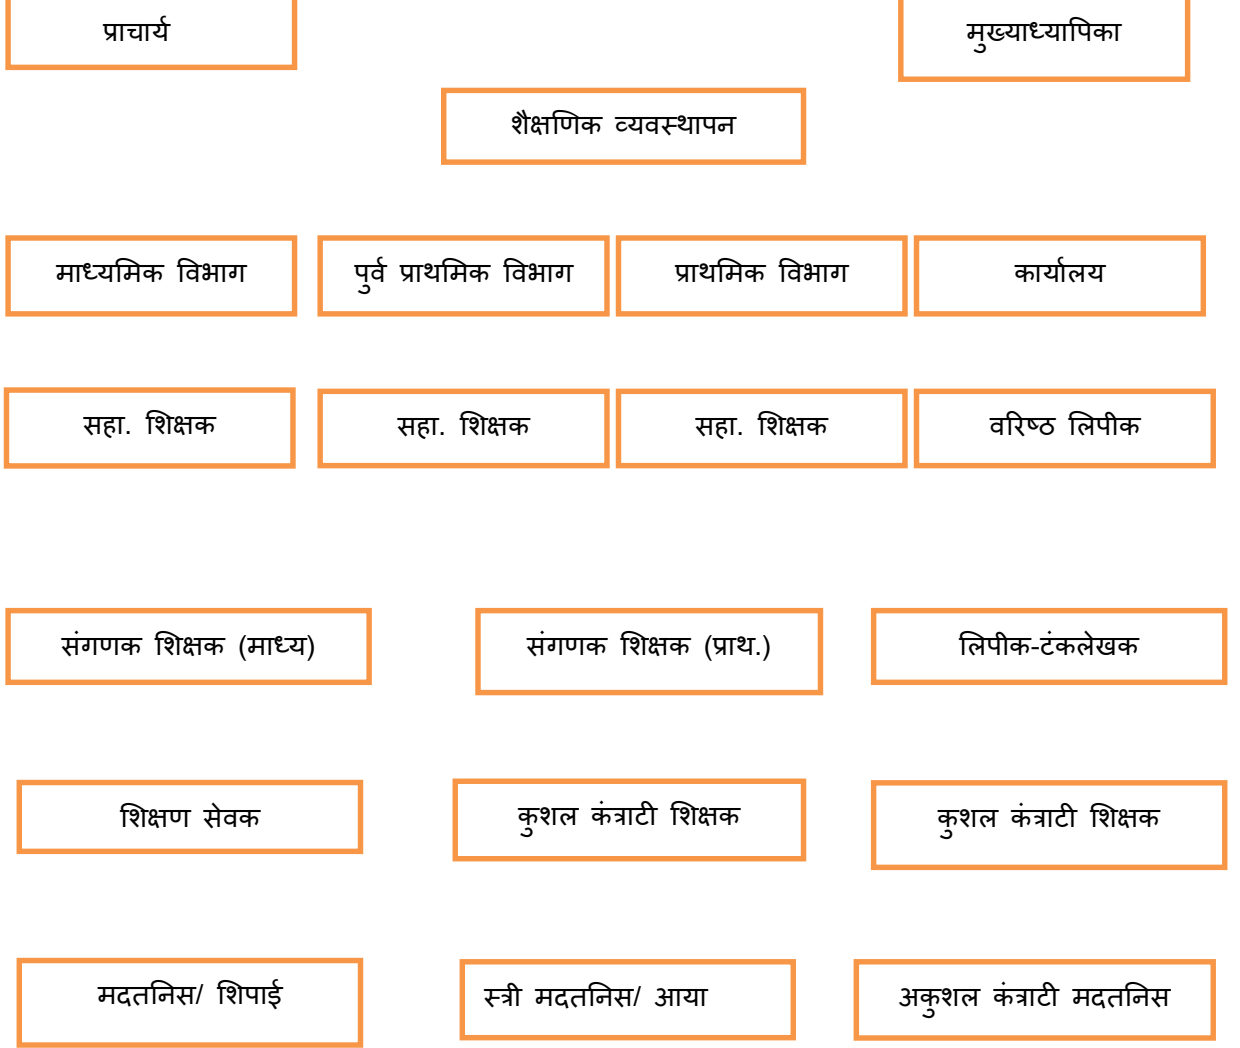 प्राचार्य
मुख्याध्यापिका
शैक्षणिक व्यवस्थापन
माध्यमिक विभाग
पुर्व प्राथमिक विभाग
प्राथमिक विभाग
कार्यालय
सहा. शिक्षक
सहा. शिक्षक
सहा. शिक्षक
वरिष्ठ लिपीक
संगणक शिक्षक (माध्य)
संगणक शिक्षक (प्राथ.)
लिपीक-टंकलेखक
शिक्षण सेवक
कुशल कंत्राटी शिक्षक
कुशल कंत्राटी शिक्षक
मदतनिस/ शिपाई
स्त्री मदतनिस/ आया
अकुशल कंत्राटी मदतनिस